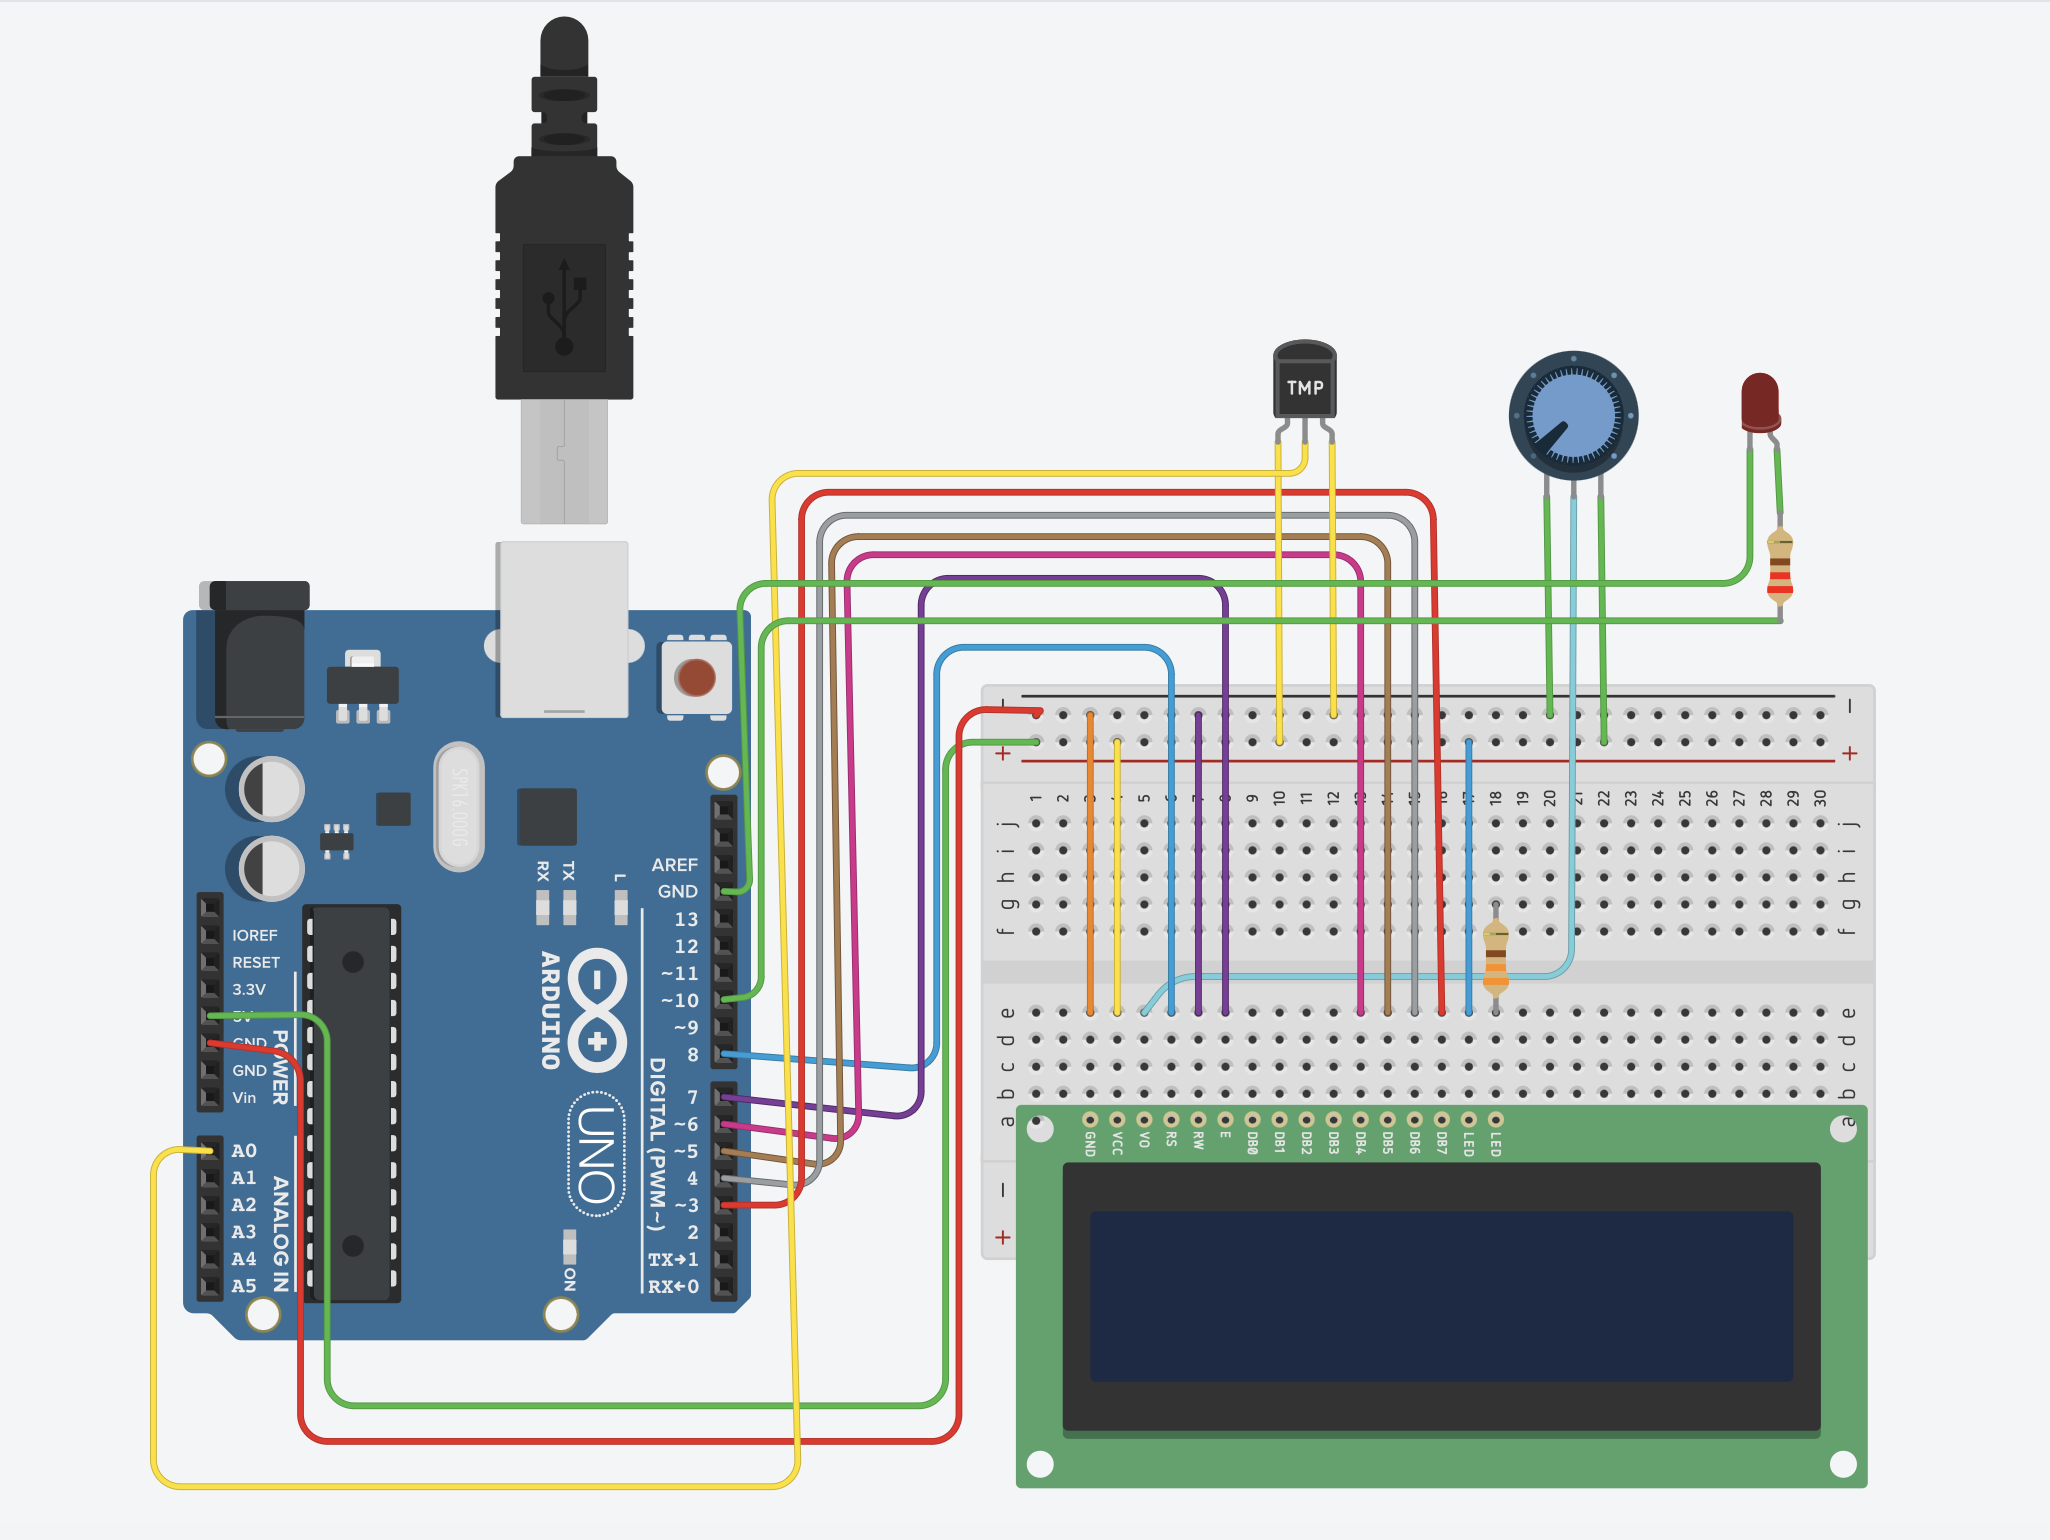 TMP
SPK16.000G
RX
TX
L
AREF
GND
13
12
~11
~10
~9
8
7
~6
~5
4
~3
2
TX→1
RX←0
DIGITAL (PWM ~)
ARDUINO
UNO
ON
IOREF
RESET
3.3V
5V
GND
GND
Vin
POWER
A0
A1
A2
A3
A4
A5
ANALOG IN
- -
+ +
1 2 3 4 5 6 7 8 9 10 11 12 13 14 15 16 17 18 19 20 21 22 23 24 25 26 27 28 29 30
j j
i i
h h
g g
f f
e e
d d
c c
b b
a a
GND VCC VO RS RW E DB0 DB1 DB2 DB3 DB4 DB5 DB6 DB7 LED LED
-
+